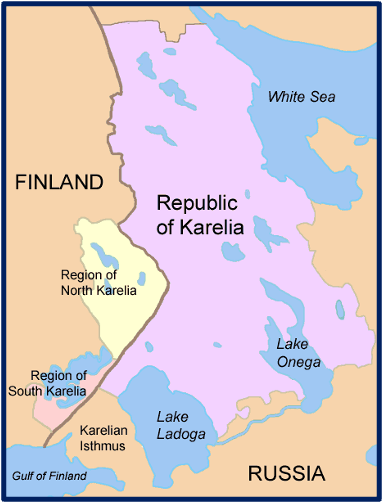 White Sea
FINLAND
Republic
of Karelia
Region of
North Karelia
Lake
Onega
Region of
South Karelia
Lake
Ladoga
Karelian
Isthmus
Gulf of Finland
RUSSIA